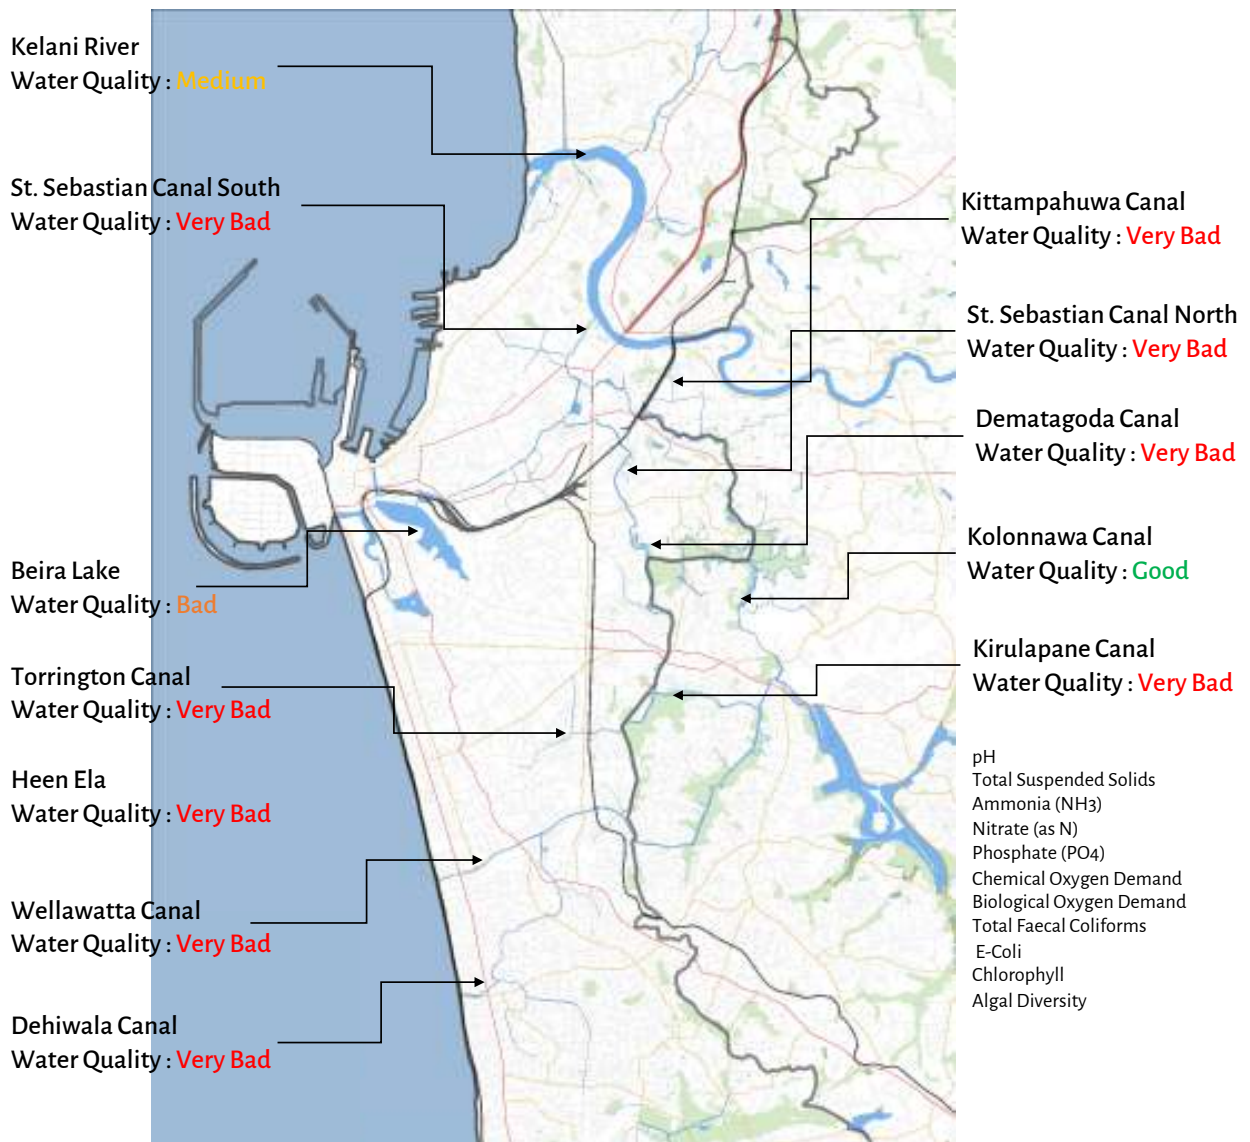 Kelani River
Water Quality : Medium
St. Sebastian Canal South
Water Quality : Very Bad
Beira Lake
Water Quality : Bad
Torrington Canal
Water Quality : Very Bad
Heen Ela
Water Quality : Very Bad
Wellawatta Canal
Water Quality : Very Bad
Dehiwala Canal
Water Quality : Very Bad
Kittampahuwa Canal
Water Quality : Very Bad
St. Sebastian Canal North
Water Quality : Very Bad
Dematagoda Canal
Water Quality : Very Bad
Kolonnawa Canal
Water Quality : Good
Kirulapane Canal
Water Quality : Very Bad
pH
Total Suspended Solids
Ammonia (NH3)
Nitrate (as N)
Phosphate (PO4)
Chemical Oxygen Demand
Biological Oxygen Demand
Total Faecal Coliforms
E-Coli
Chlorophyll
Algal Diversity